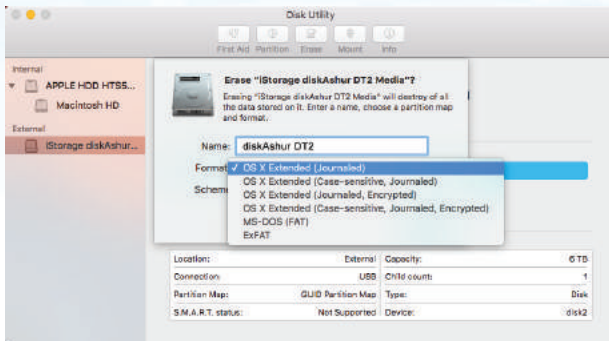 Disk Utility
First Aid Partition Erase Mount Info
Internal
APPLE HDD HTS5...
Macintosh HD
External
iStorage diskAshur...
Erase "iStorage diskAshur DT2 Media"?
Erasing "iStorage diskAshur DT2 Media" will destroy of all
the data stored on it. Enter a name, choose a partition map
and format.
Name: diskAshur DT2
Format ✓ OS X Extended (Journaled)
OS X Extended (Case-sensitive, Journaled)
Schem
OS X Extended (Journaled, Encrypted)
OS X Extended (Case-sensitive, Journaled, Encrypted)
MS-DOS (FAT)
ExFAT
Location: External Capacity: 6 TB
Connection: USB Child count: 1
Partition Map: GUID Partition Map Type: Disk
S.M.A.R.T. status: Not Supported Device: disk2